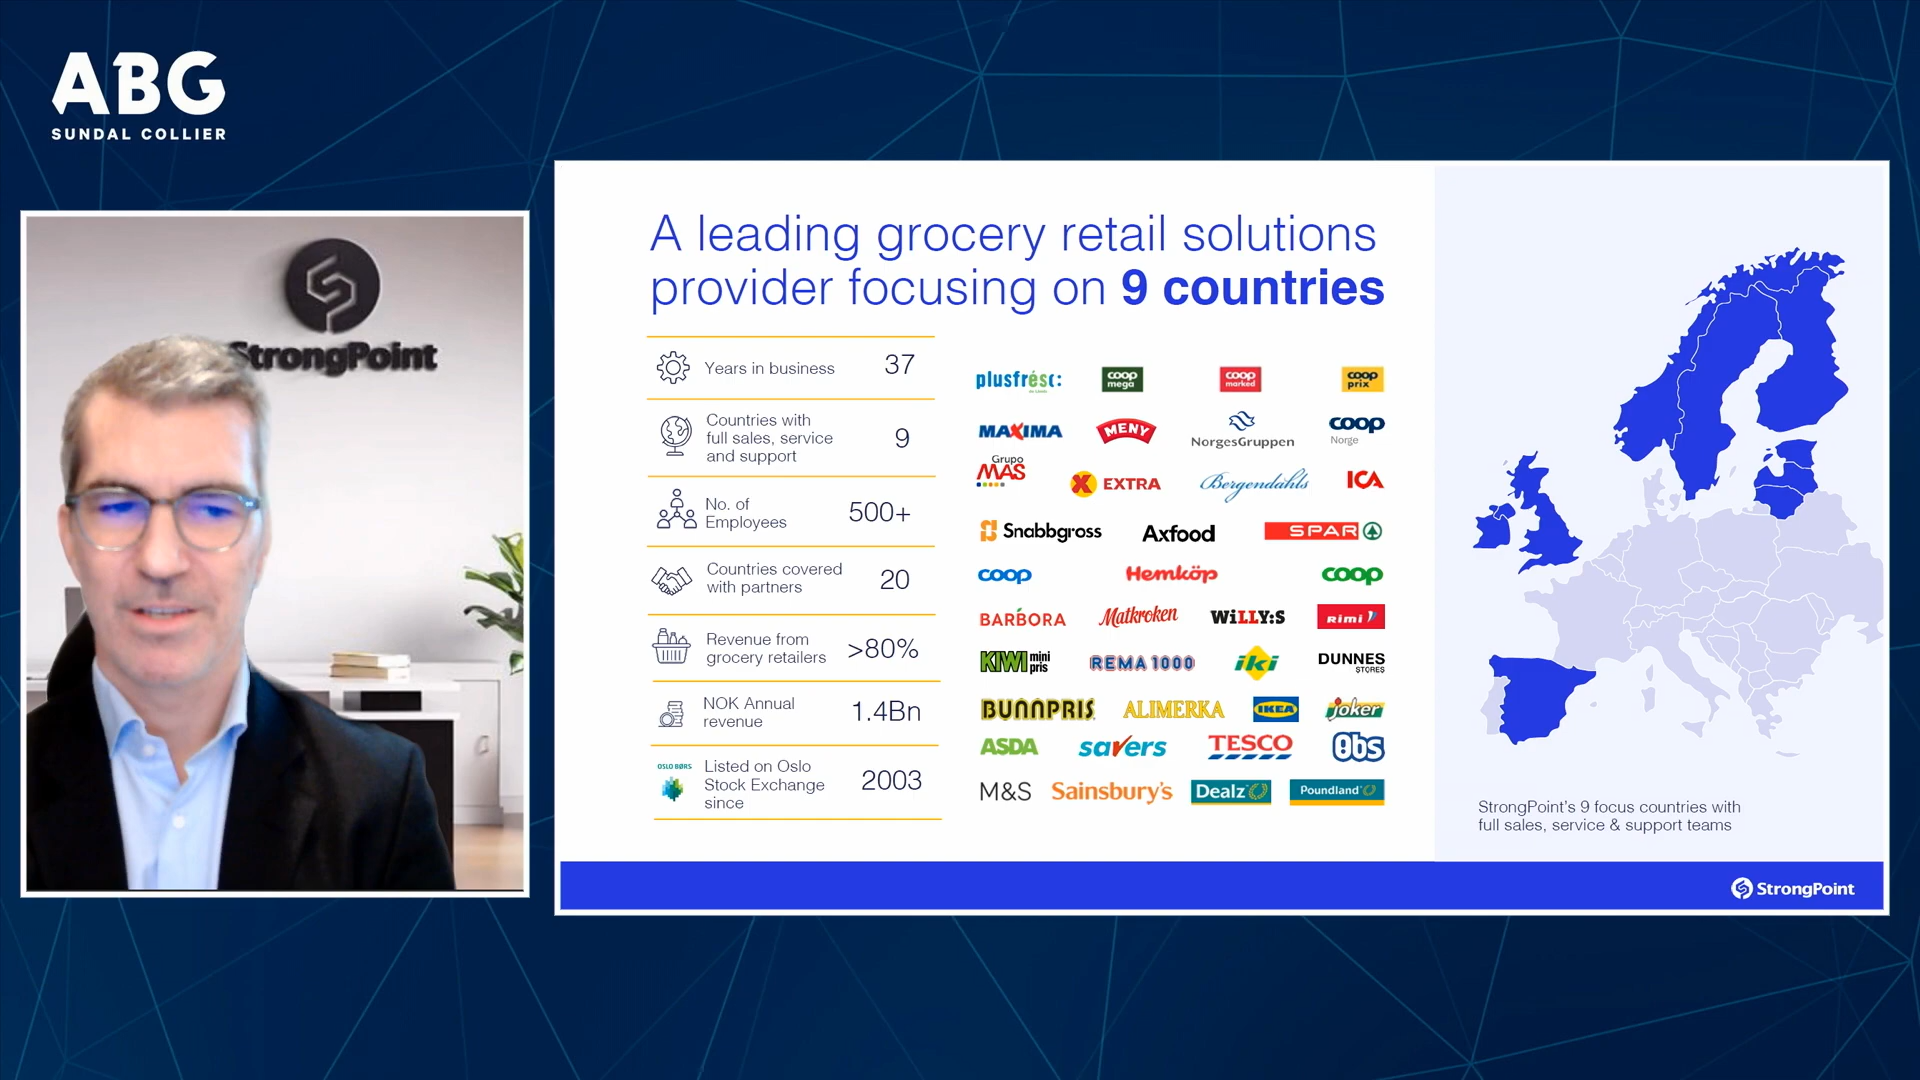 ABG
SUNDAL COLLIER
StrongPoint
A leading grocery retail solutions
provider focusing on 9 countries
Years in business 37
Countries with
full sales, service
and support
9
No. of
Employees
500+
Countries covered
with partners
20
Revenue from
grocery retailers
>80%
NOK Annual
revenue
1.4Bn
OSLO BØRS
Listed on Oslo
Stock Exchange
since
2003
plusfresc:
coop
mega
coop
marked
coop
prix
MAXIMA
MENY
NorgesGruppen
coop
Norge
Grupo
MAS
X EXTRA
Bergendahls
ICA
Snabbgross
Axfood
SPAR
coop
Hemköp
coop
BARBORA
Matkroken
WiLLY:S
RIMI
KIWI mini
pris
REMA 1000
iki
DUNNES
STORES
BUNNPRIS
ALIMERKA
IKEA
joker
ASDA
savers
TESCO
Obs
M&S
Sainsbury's
Dealz
Poundland
StrongPoint's 9 focus countries with
full sales, service & support teams
StrongPoint